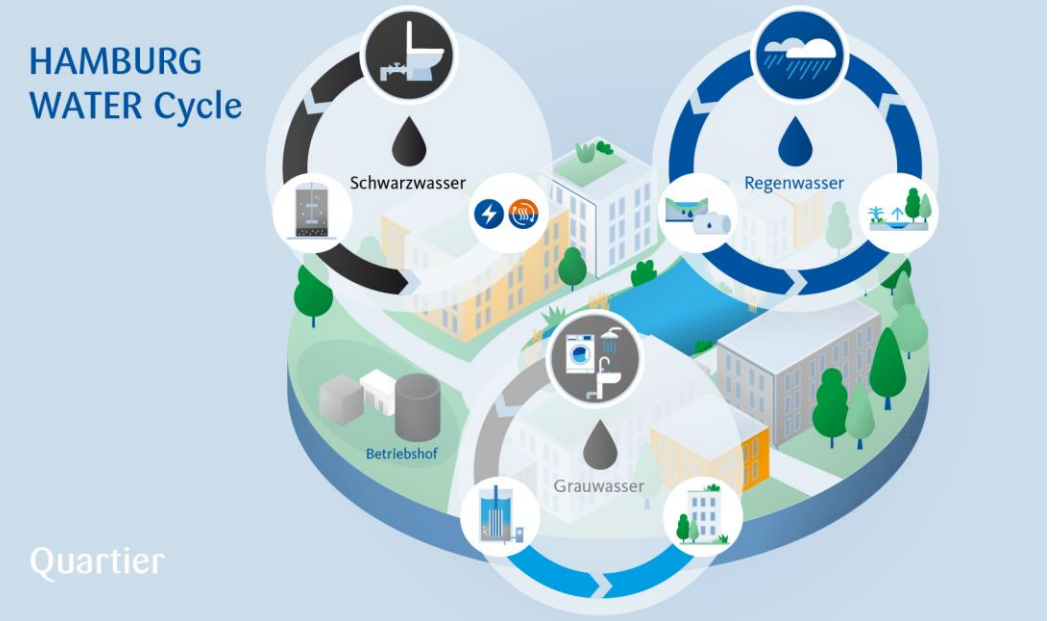 HAMBURG
WATER Cycle
Schwarzwasser
Regenwasser
Betriebshof
Grauwasser
Quartier